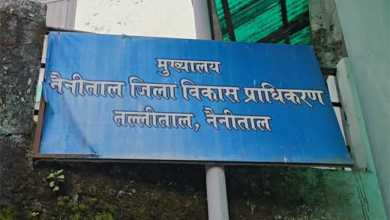 मुख्यालय
नैनीताल जिला विकास प्राधिकरण
तल्लीताल, नैनीताल